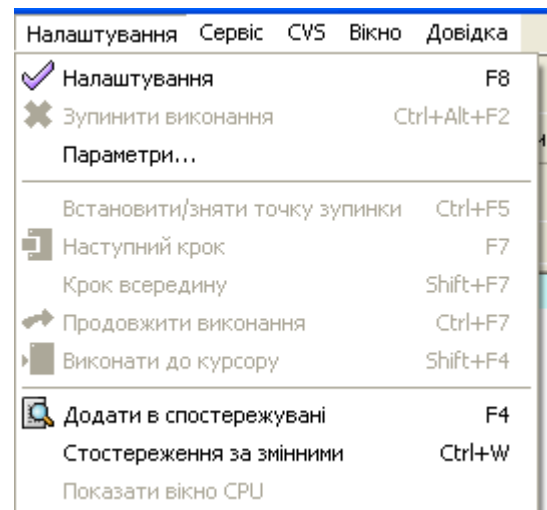 Налаштування Сервіс CVS Вікно Довідка
Налаштування F8
Зупинити виконання Ctrl+Alt+F2
Параметри...
Встановити/зняти точку зупинки Ctrl+F5
Наступний крок F7
Крок всередину Shift+F7
Продовжити виконання Ctrl+F7
Виконати до курсору Shift+F4
Додати в спостережувані F4
Стостереження за змінними Ctrl+W
Показати вікно CPU